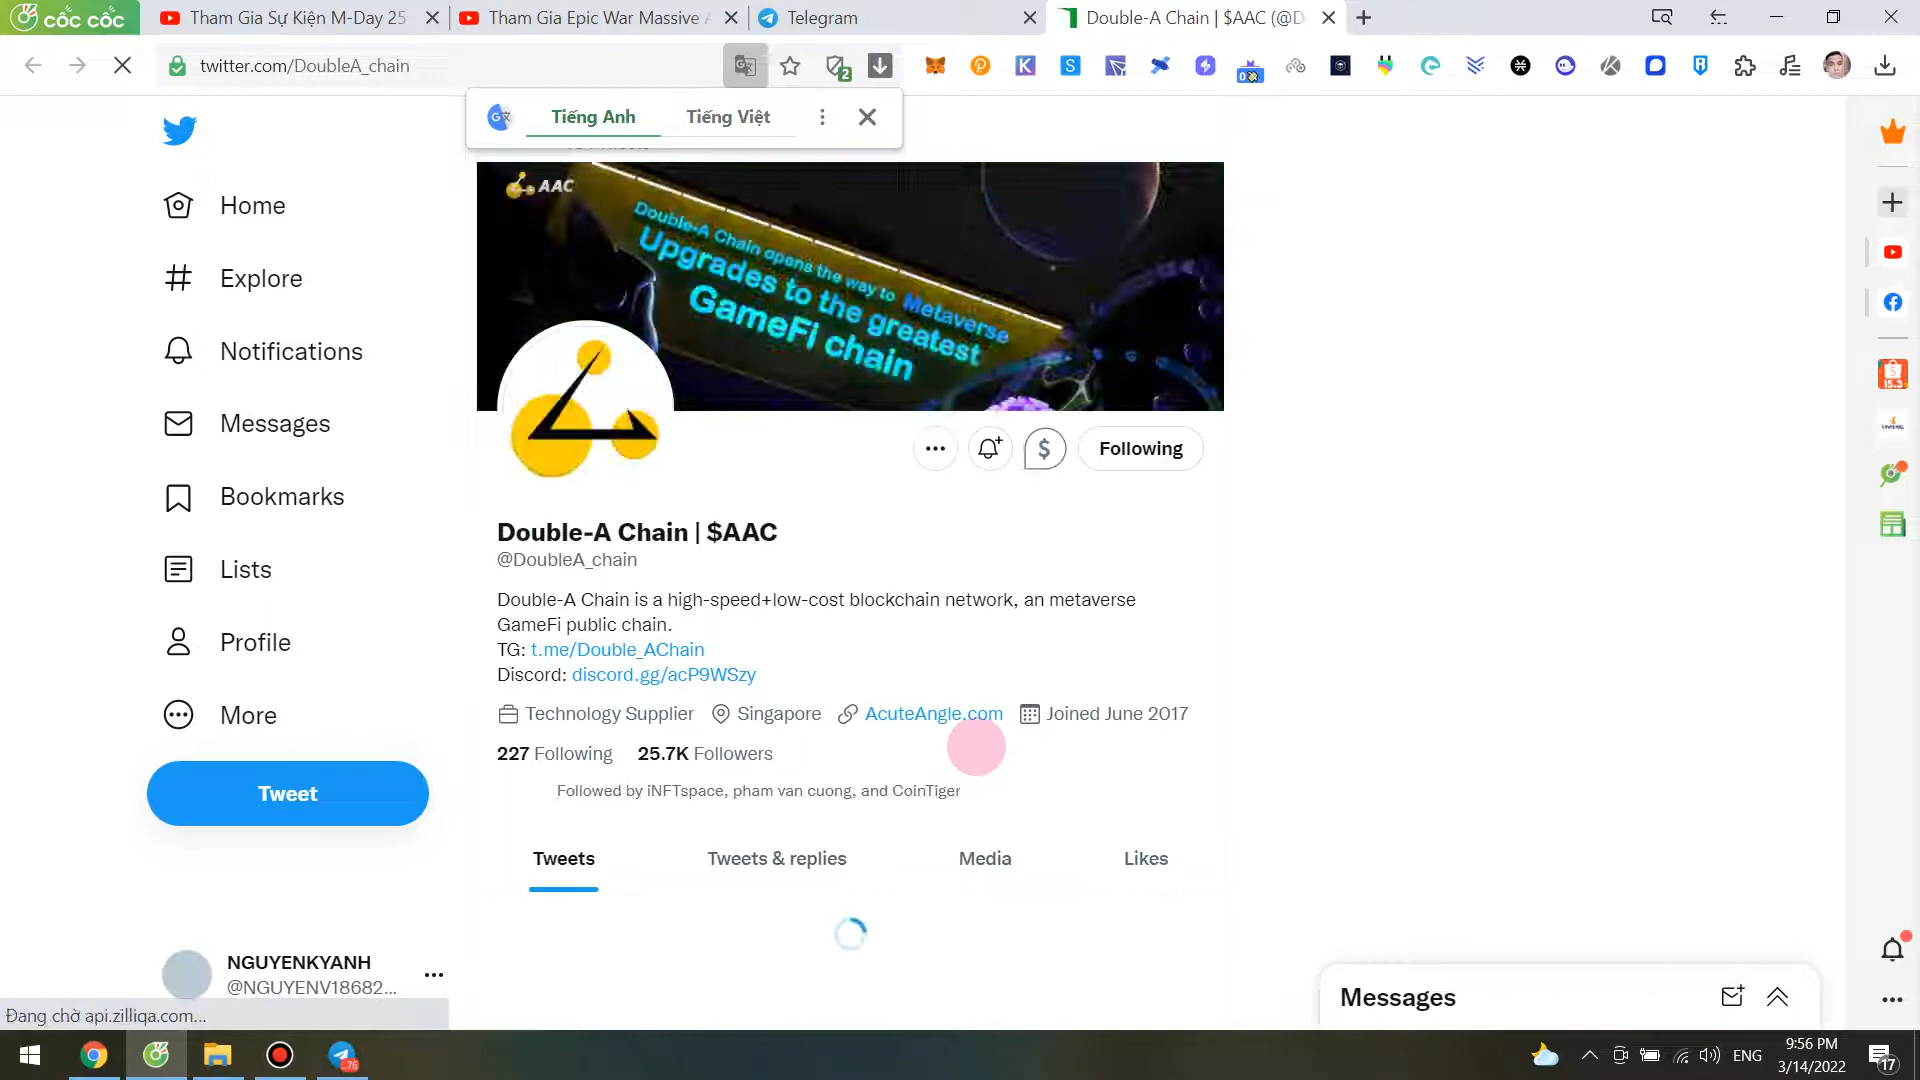 cốc cốc
Tham Gia Sự Kiện M-Day 25
Tham Gia Epic War Massive
Telegram
Double-A Chain | $AAC (@D
twitter.com/DoubleA_chain
2
Tiếng Anh
Tiếng Việt
AAC
Double-A Chain opens the way to Metaverse
Upgrades to the greatest
GameFi chain
Home
Explore
Notifications
Messages
Bookmarks
Lists
Profile
More
Tweet
Following
Double-A Chain | $AAC
@DoubleA_chain
Double-A Chain is a high-speed+low-cost blockchain network, an metaverse
GameFi public chain.
TG: t.me/Double_AChain
Discord: discord.gg/acP9WSzy
Technology Supplier
Singapore
AcuteAngle.com
Joined June 2017
227 Following
25.7K Followers
Followed by iNFTspace, pham van cuong, and CoinTiger
Tweets
Tweets & replies
Media
Likes
NGUYENKYANH
@NGUYENV18682...
Messages
15.3
Đang chờ api.zilliqa.com...
76
ENG
9:56 PM
3/14/2022
17